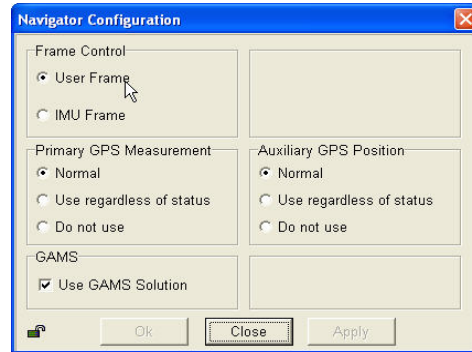 Navigator Configuration
Frame Control
User Frame
IMU Frame
Primary GPS Measurement
Normal
Use regardless of status
Do not use
Auxiliary GPS Position
Normal
Use regardless of status
Do not use
GAMS
Use GAMS Solution
Ok
Close
Apply